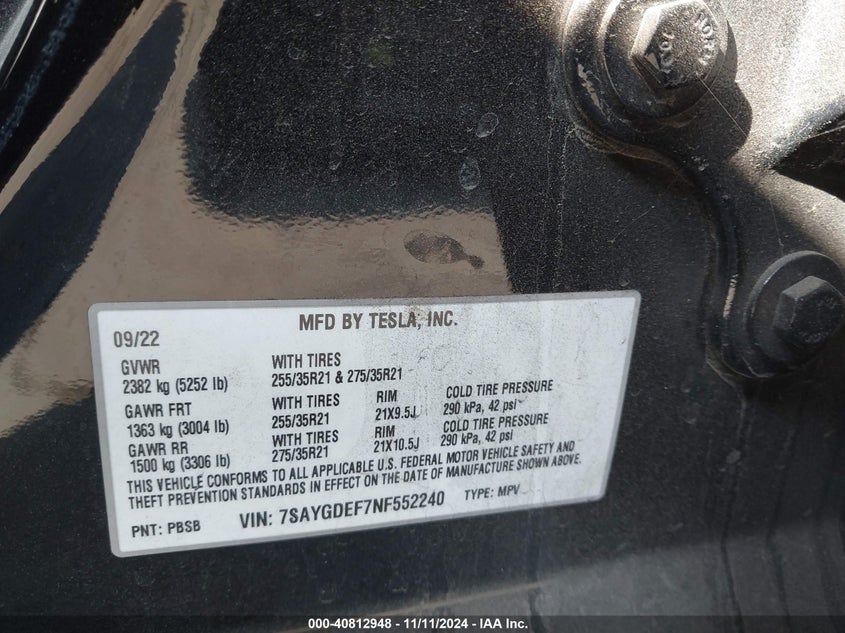 MFD BY TESLA, INC.
09/22
GVWR WITH TIRES
2382 kg (5252 lb) 255/35R21 & 275/35R21
GAWR FRT WITH TIRES RIM COLD TIRE PRESSURE
1363 kg (3004 lb) 255/35R21 21X9.5J 290 kPa, 42 psi
GAWR RR WITH TIRES RIM COLD TIRE PRESSURE
1500 kg (3306 lb) 275/35R21 21X10.5J 290 kPa, 42 psi
THIS VEHICLE CONFORMS TO ALL APPLICABLE U.S. FEDERAL MOTOR VEHICLE SAFETY AND
THEFT PREVENTION STANDARDS IN EFFECT ON THE DATE OF MANUFACTURE SHOWN ABOVE.
PNT: PBSB VIN: 7SAYGDEF7NF552240 TYPE: MPV
000-40812948 - 11/11/2024 - IAA Inc.